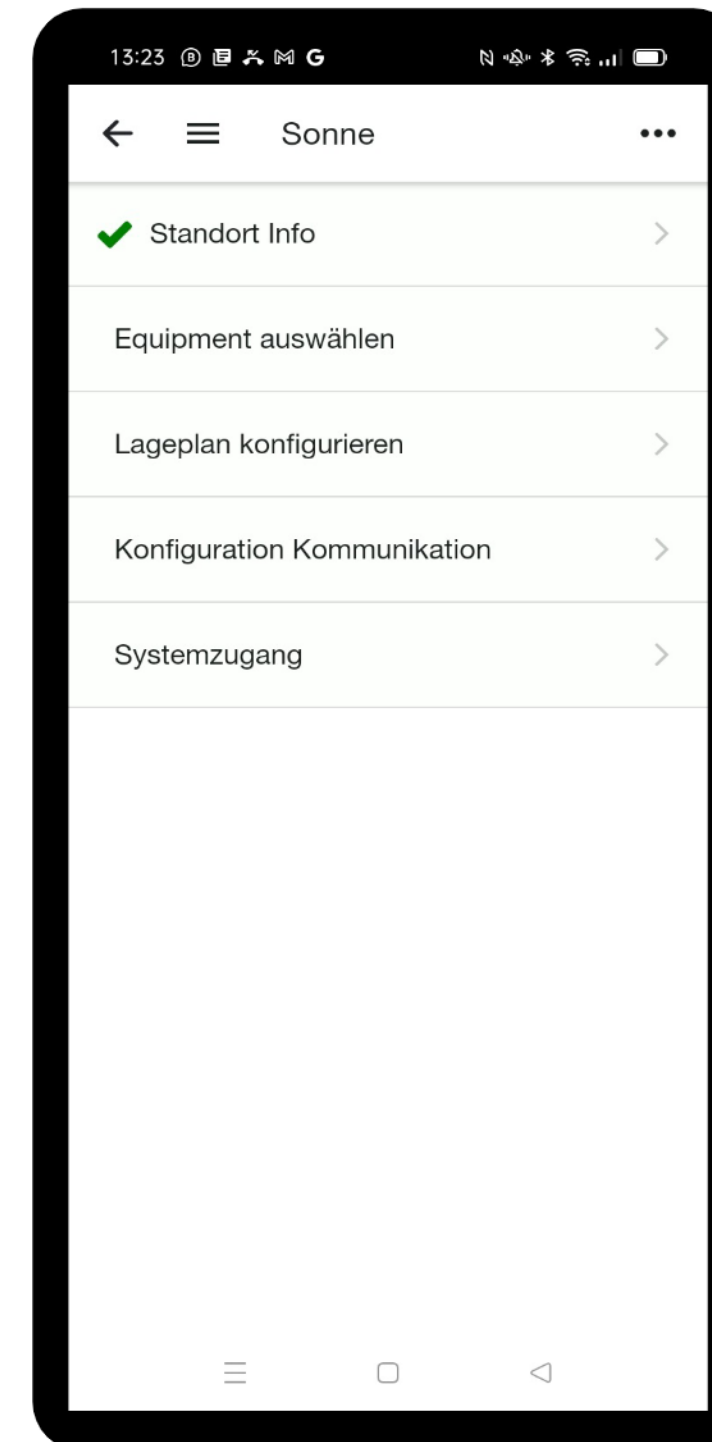 13:23
Sonne
Standort Info
Equipment auswählen
Lageplan konfigurieren
Konfiguration Kommunikation
Systemzugang